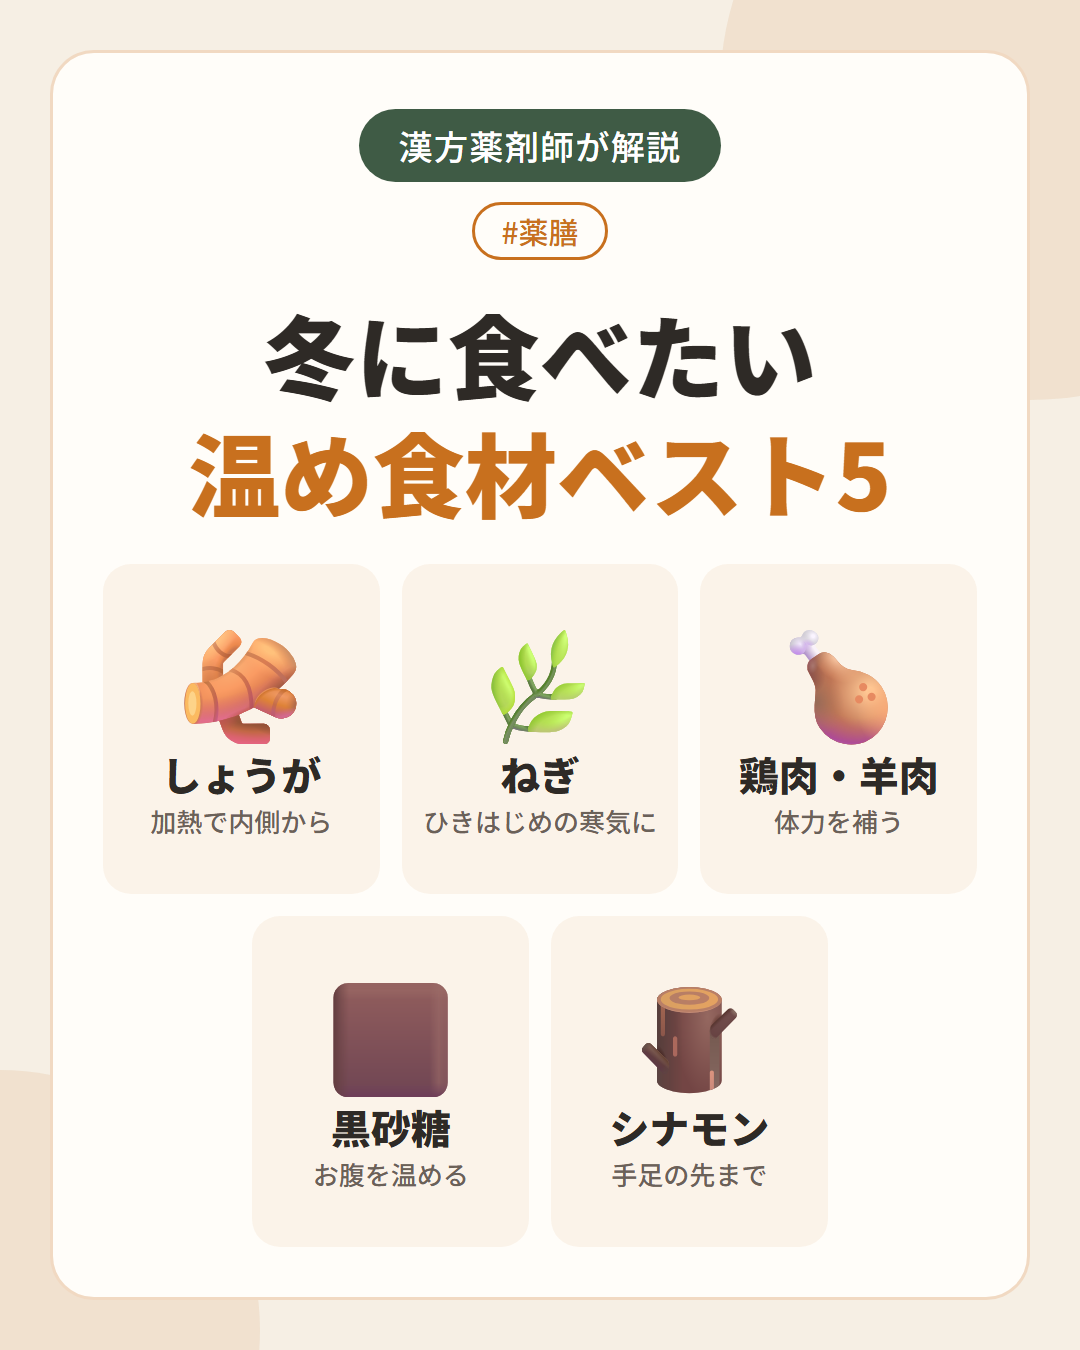 漢方薬剤師が解説
#薬膳
冬に食べたい
温め食材ベスト5
しょうが
加熱で内側から
ねぎ
ひきはじめの寒気に
鶏肉・羊肉
体力を補う
黒砂糖
お腹を温める
シナモン
手足の先まで